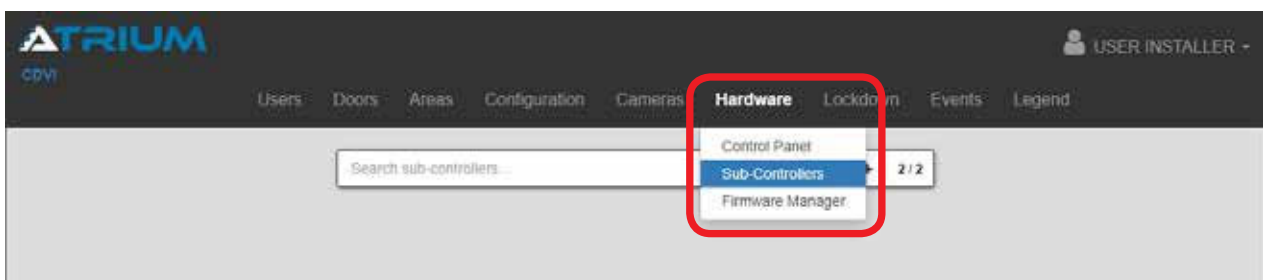 ATRIUM
USER INSTALLER
CDVI
Users Doors Areas Configuration Cameras Hardware Lockdown Events Legend
Control Panel
Search sub-controllers... Sub-Controllers + 2 / 2
Firmware Manager